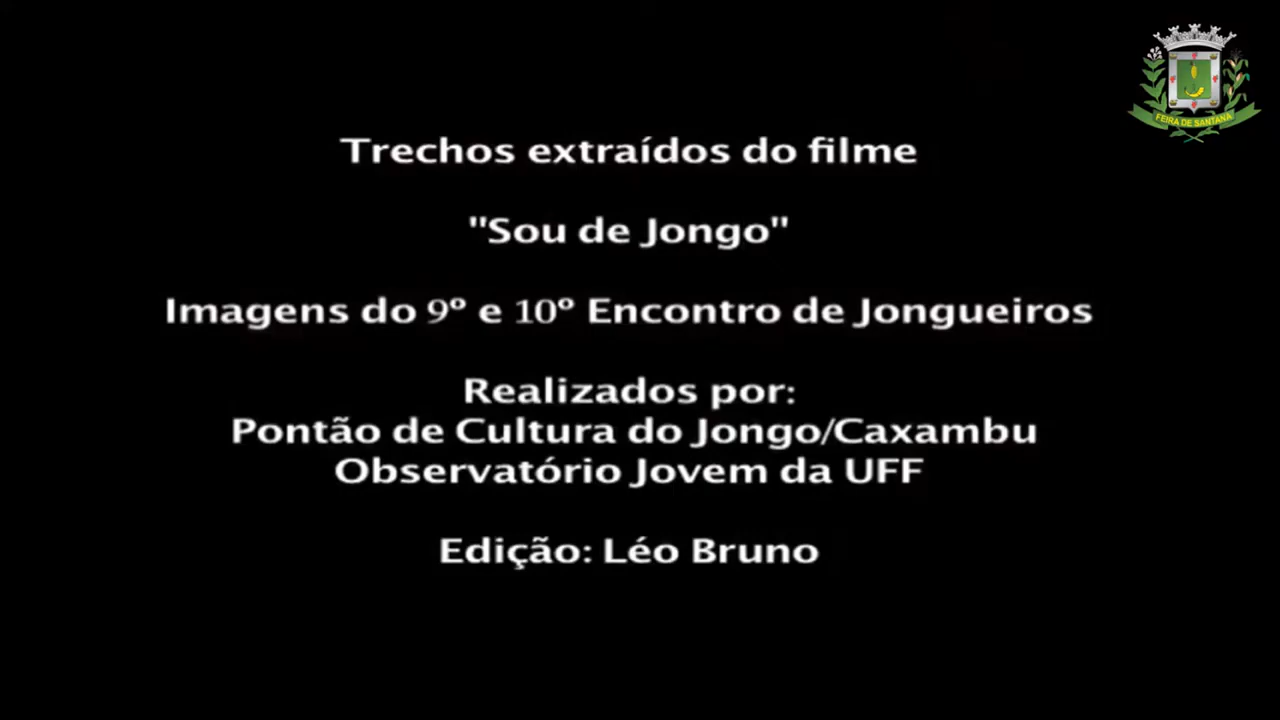 FEIRA DE SANTANA
Trechos extraídos do filme
"Sou de Jongo"
Imagens do 9º e 10º Encontro de Jongueiros
Realizados por:
Pontão de Cultura do Jongo/Caxambu
Observatório Jovem da UFF
Edição: Léo Bruno